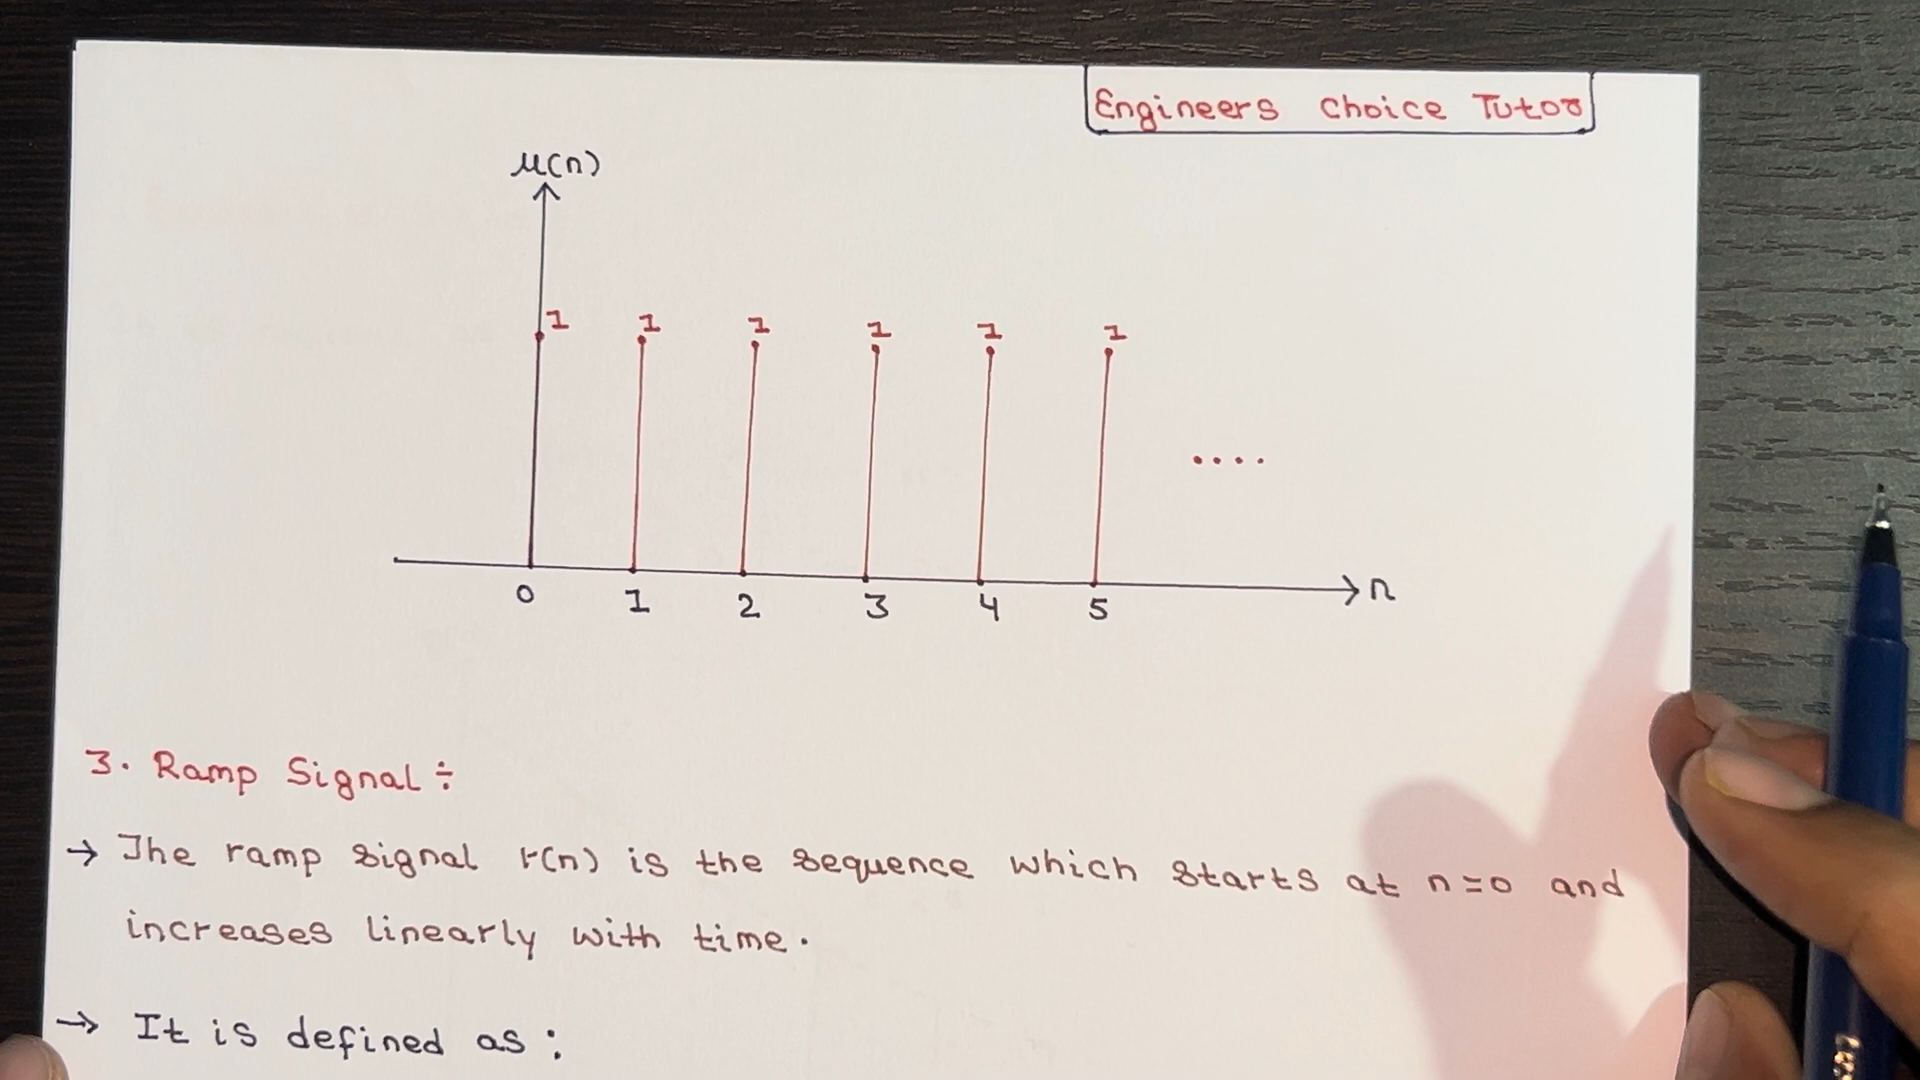 Engineers Choice Tutor
μ(n)
1 1 1 1 1 1
....
0 1 2 3 4 5 n
3. Ramp Signal ÷
→ The ramp signal r(n) is the sequence which starts at n=0 and
increases linearly with time.
→ It is defined as :